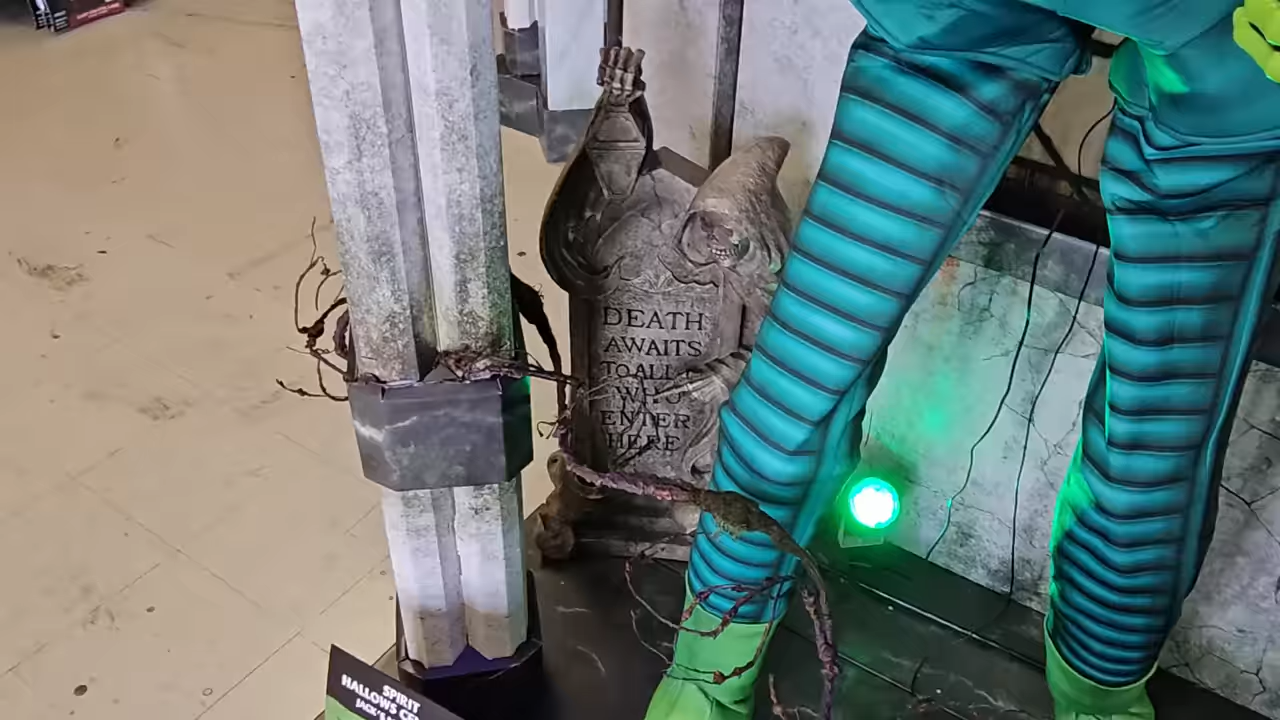 DEATH
AWAITS
TO ALL
WHO
ENTER
HERE
SPIRIT
HALLOWS